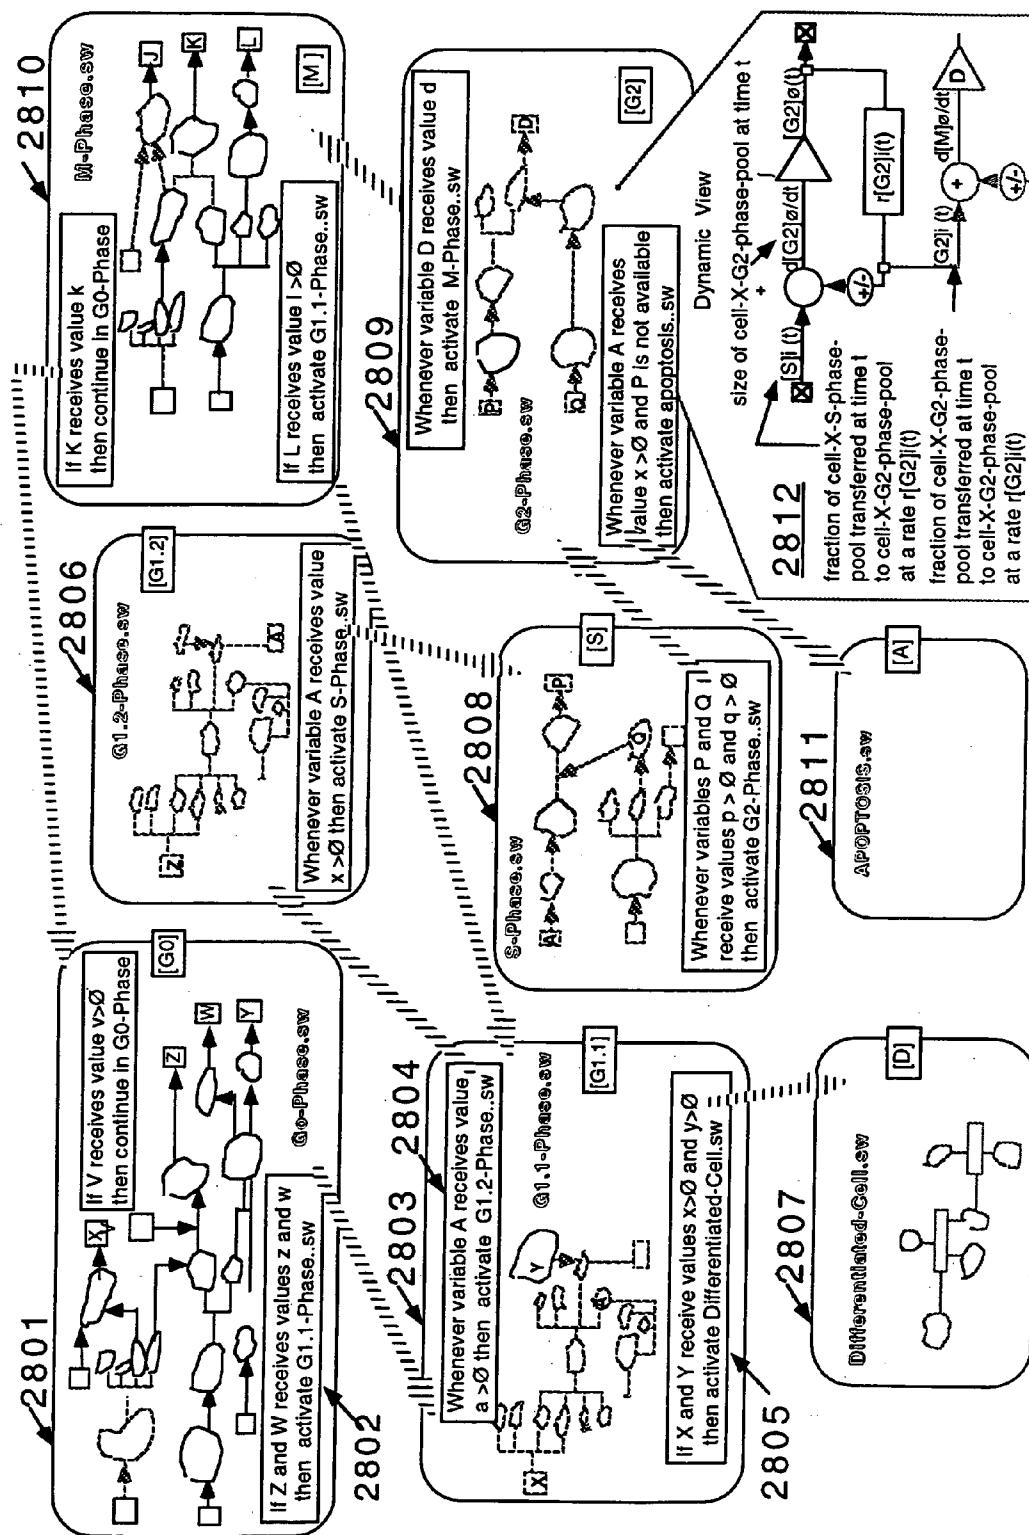 2801
If V receives value v>Ø
then continue in G0-Phase
[G0]
X
Z
W
Y
Go-Phase.sw
If Z and W receives values z and w
then activate G1.1-Phase..sw
2802
2806
G1.2-Phase.sw
[G1.2]
Z
A
Whenever variable A receives value
x >Ø then activate S-Phase..sw
2810
M-Phase.sw
If K receives value k
then continue in G0-Phase
J
K
L
If L receives value l >Ø
then activate G1.1-Phase..sw
[M]
2803
2804
Whenever variable A receives value
a >Ø then activate G1.2-Phase..sw
G1.1-Phase.sw
[G1.1]
X
Y
If X and Y receive values x>Ø and y>Ø
then activate Differentiated-Cell.sw
2805
2808
S-Phase.sw
[S]
A
P
Q
Whenever variables P and Q
receive values p > Ø and q > Ø
then activate G2-Phase..sw
2809
Whenever variable D receives value d
then activate M-Phase..sw
G2-Phase.sw
P
D
Q
[G2]
Whenever variable A receives
value x >Ø and P is not available
then activate apoptosis..sw
2807
Differentiated-Cell.sw
[D]
2811
APOPTOSIS.sw
[A]
2812
Dynamic View
size of cell-X-G2-phase-pool at time t
+
[S]i (t)
d[G2]ø/dt
[G2]ø(t)
+/-
r[G2]i(t)
fraction of cell-X-S-phase-
pool transferred at time t
to cell-X-G2-phase-pool
at a rate r[G2]i(t)
[G2]i (t)
+
d[M]ø/dt
D
+/-
fraction of cell-X-G2-phase-
pool transferred at time t
to cell-X-G2-phase-pool
at a rate r[G2]i(t)